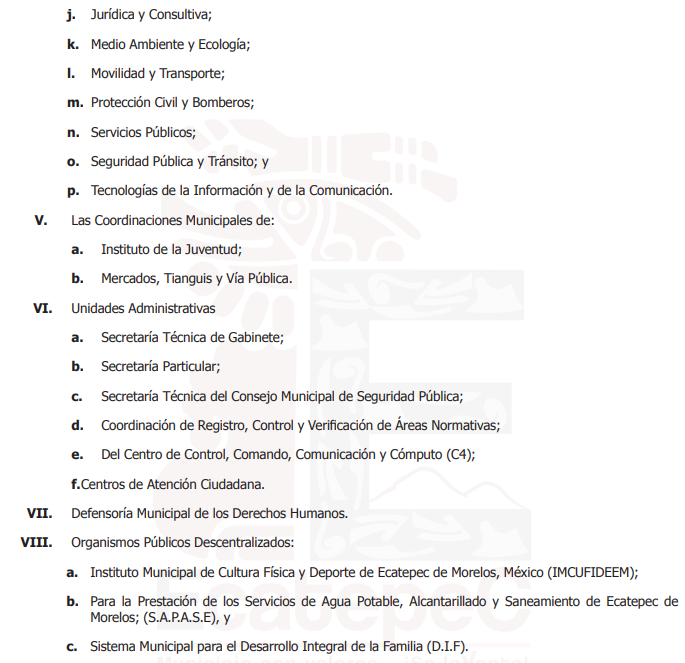 j. Jurídica y Consultiva;
k. Medio Ambiente y Ecología;
l. Movilidad y Transporte;
m. Protección Civil y Bomberos;
n. Servicios Públicos;
o. Seguridad Pública y Tránsito; y
p. Tecnologías de la Información y de la Comunicación.
V. Las Coordinaciones Municipales de:
a. Instituto de la Juventud;
b. Mercados, Tianguis y Vía Pública.
VI. Unidades Administrativas
a. Secretaría Técnica de Gabinete;
b. Secretaría Particular;
c. Secretaría Técnica del Consejo Municipal de Seguridad Pública;
d. Coordinación de Registro, Control y Verificación de Áreas Normativas;
e. Del Centro de Control, Comando, Comunicación y Cómputo (C4);
f.Centros de Atención Ciudadana.
VII. Defensoría Municipal de los Derechos Humanos.
VIII. Organismos Públicos Descentralizados:
a. Instituto Municipal de Cultura Física y Deporte de Ecatepec de Morelos, México (IMCUFIDEEM);
b. Para la Prestación de los Servicios de Agua Potable, Alcantarillado y Saneamiento de Ecatepec de
Morelos; (S.A.P.A.S.E), y
c. Sistema Municipal para el Desarrollo Integral de la Familia (D.I.F).
Ecatepec